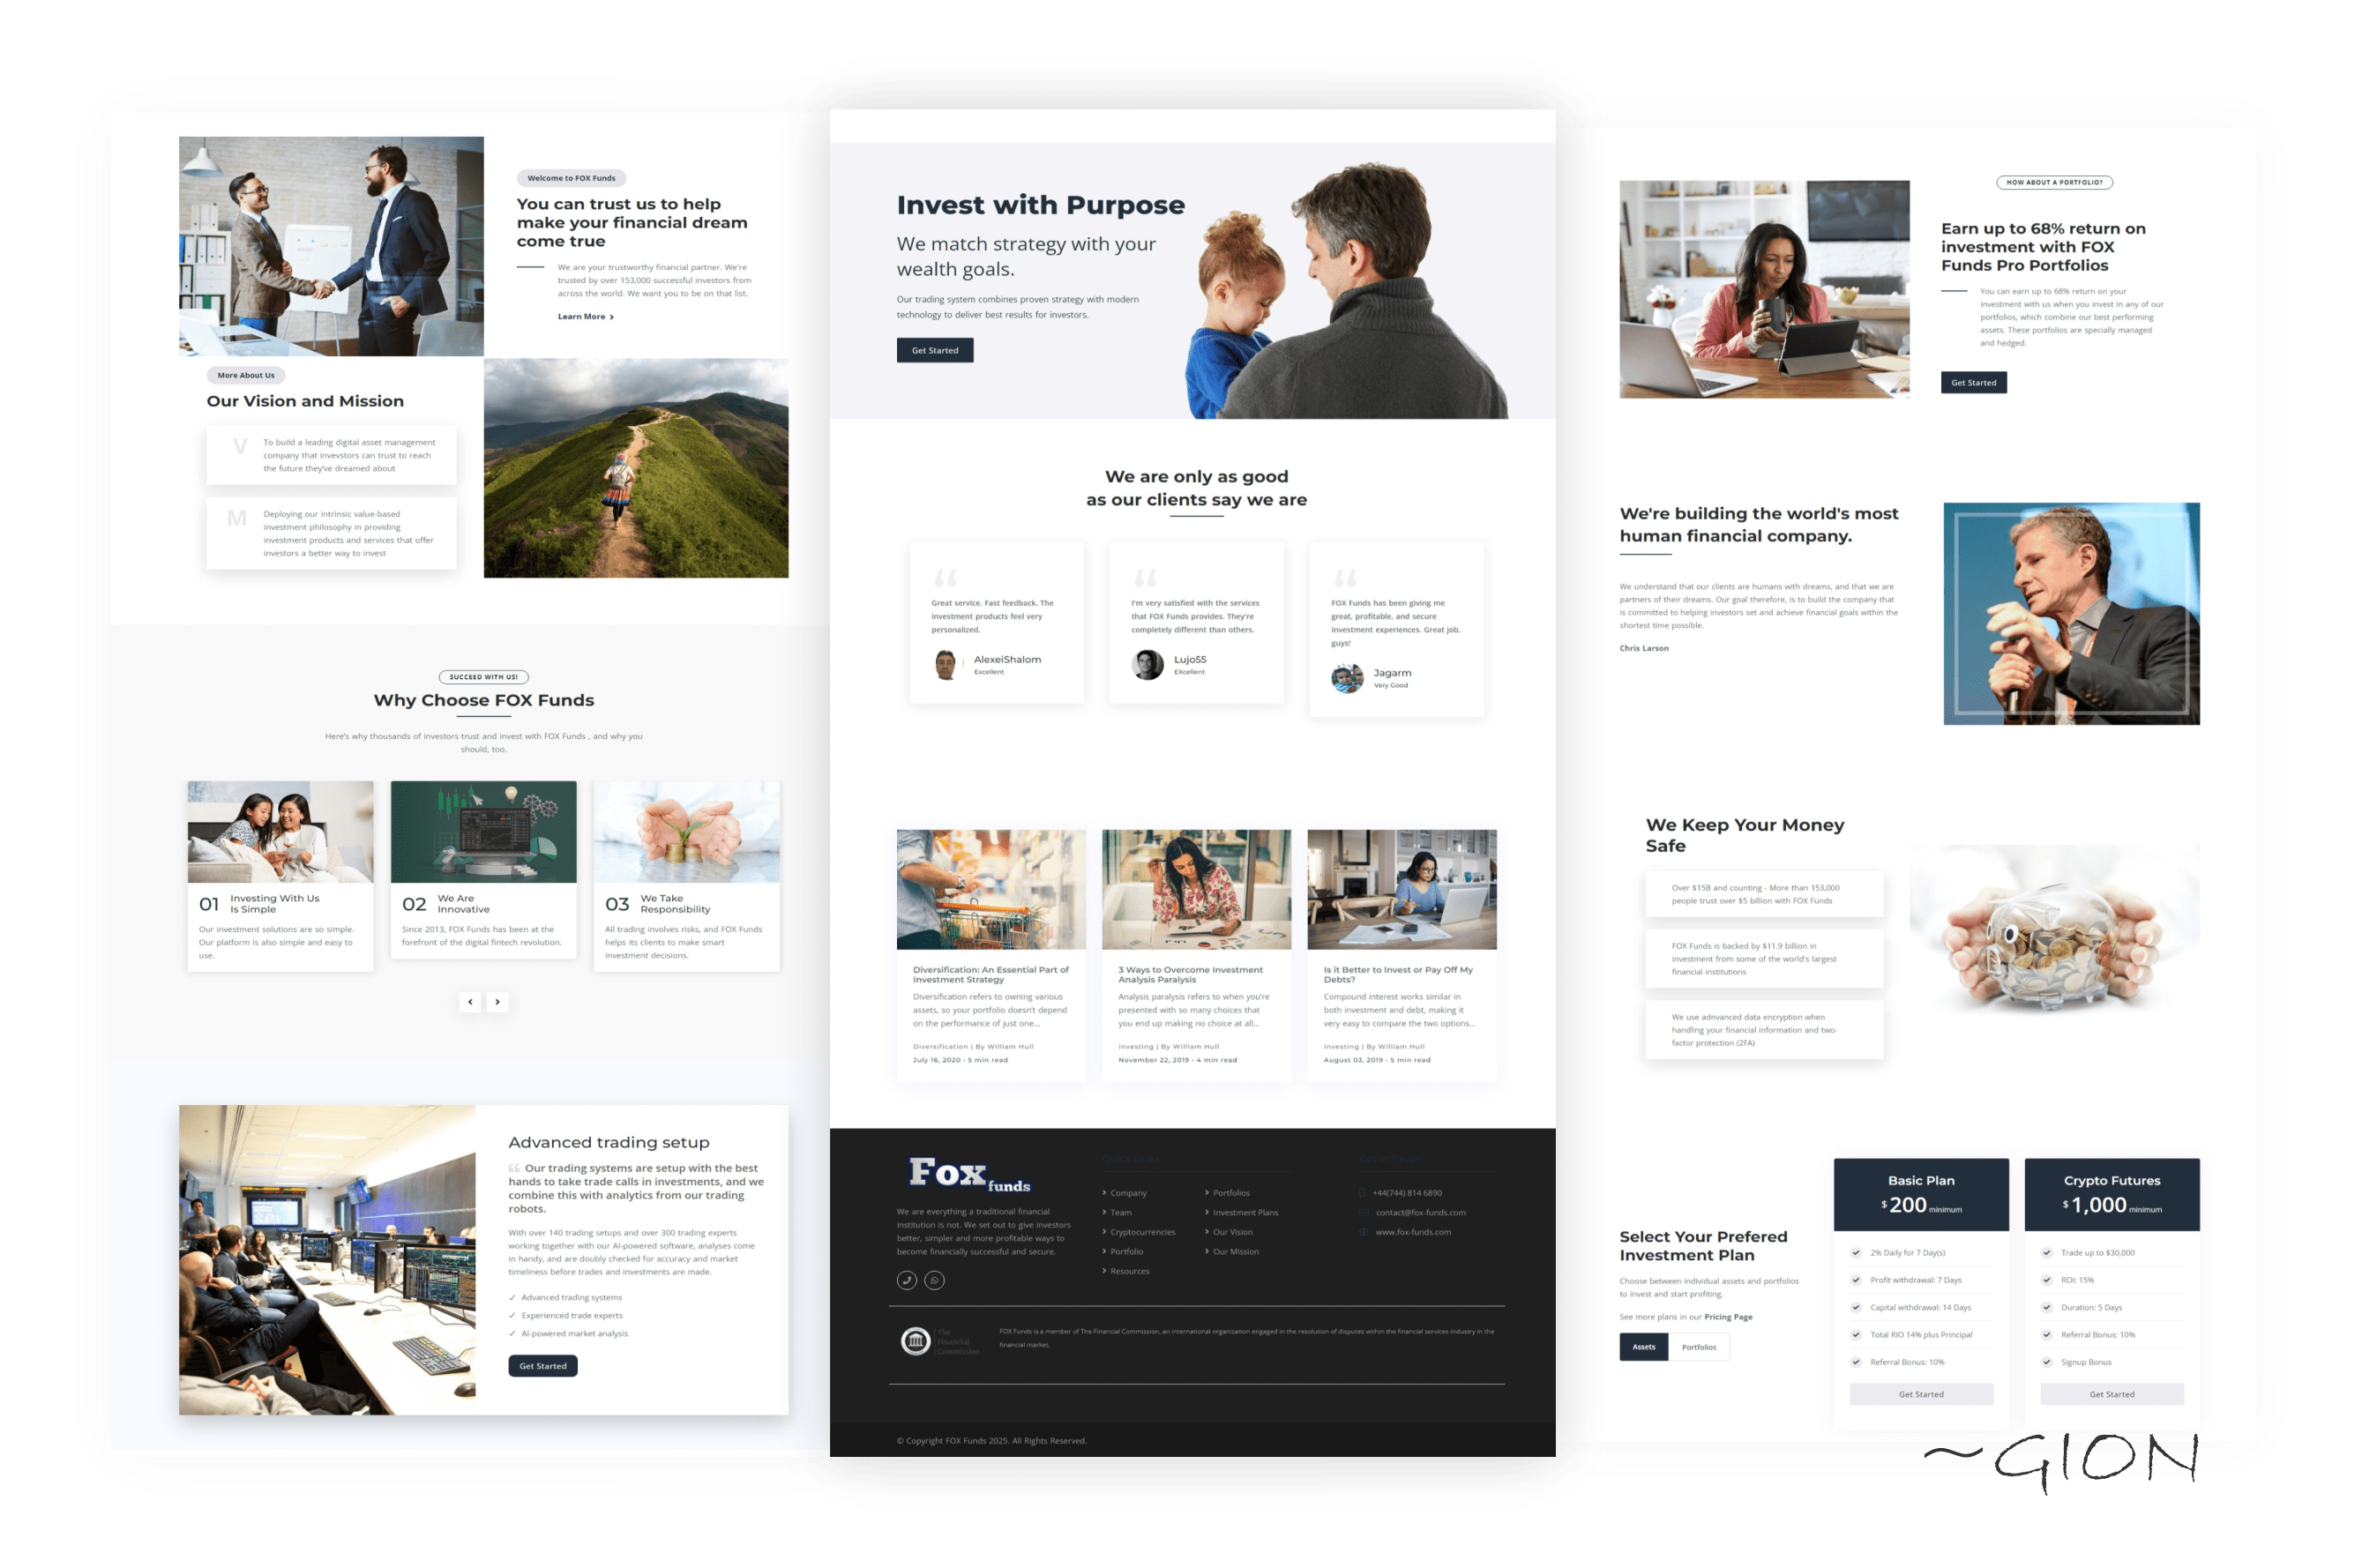 Welcome to FOX Funds
You can trust us to help
make your financial dream
come true
We are your trustworthy financial partner. We're
trusted by over 153,000 successful investors from
across the world. We want you to be on that list.
Learn More >
More About Us
Our Vision and Mission
V
To build a leading digital asset management
company that invevstors can trust to reach
the future they've dreamed about
M
Deploying our intrinsic value-based
investment philosophy in providing
investment products and services that offer
investors a better way to invest
SUCCEED WITH US!
Why Choose FOX Funds
Here's why thousands of investors trust and invest with FOX Funds , and why you
should, too.
01 Investing With Us
Is Simple
Our investment solutions are so simple.
Our platform is also simple and easy to
use.
02 We Are
Innovative
Since 2013, FOX Funds has been at the
forefront of the digital fintech revolution.
03 We Take
Responsibility
All trading involves risks, and FOX Funds
helps its clients to make smart
investment decisions.
Advanced trading setup
“ Our trading systems are setup with the best
hands to take trade calls in investments, and we
combine this with analytics from our trading
robots.
With over 140 trading setups and over 300 trading experts
working together with our AI-powered software, analyses come
in handy, and are doubly checked for accuracy and market
timeliness before trades and investments are made.
✓ Advanced trading systems
✓ Experienced trade experts
✓ AI-powered market analysis
Get Started
Invest with Purpose
We match strategy with your
wealth goals.
Our trading system combines proven strategy with modern
technology to deliver best results for investors.
Get Started
We are only as good
as our clients say we are
“
Great service. Fast feedback. The
investment products feel very
personalized.
AlexeiShalom
Excellent
“
I'm very satisfied with the services
that FOX Funds provides. They're
completely different than others.
Lujo55
EXcellent
“
FOX Funds has been giving me
great, profitable, and secure
investment experiences. Great job,
guys!
Jagarm
Very Good
Diversification: An Essential Part of
Investment Strategy
Diversification refers to owning various
assets, so your portfolio doesn't depend
on the performance of just one...
Diversification | By William Hull
July 16, 2020 • 5 min read
3 Ways to Overcome Investment
Analysis Paralysis
Analysis paralysis refers to when you're
presented with so many choices that
you end up making no choice at all...
Investing | By William Hull
November 22, 2019 • 4 min read
Is it Better to Invest or Pay Off My
Debts?
Compound interest works similar in
both investment and debt, making it
very easy to compare the two options...
Investing | By William Hull
August 03, 2019 • 5 min read
Fox
funds
We are everything a traditional financial
institution is not. We set out to give investors
better, simpler and more profitable ways to
become financially successful and secure.
Quick Links
> Company
> Team
> Cryptocurrencies
> Portfolio
> Resources
> Portfolios
> Investment Plans
> Our Vision
> Our Mission
Get in Touch
+44(744) 814 6890
contact@fox-funds.com
www.fox-funds.com
The
Financial
Commission
FOX Funds is a member of The Financial Commission, an international organization engaged in the resolution of disputes within the financial services industry in the
financial market.
© Copyright FOX Funds 2025. All Rights Reserved.
HOW ABOUT A PORTFOLIO?
Earn up to 68% return on
investment with FOX
Funds Pro Portfolios
You can earn up to 68% return on your
investment with us when you invest in any of our
portfolios, which combine our best performing
assets. These portfolios are specially managed
and hedged.
Get Started
We're building the world's most
human financial company.
We understand that our clients are humans with dreams, and that we are
partners of their dreams. Our goal therefore, is to build the company that
is committed to helping investors set and achieve financial goals within the
shortest time possible.
Chris Larson
We Keep Your Money
Safe
Over $15B and counting - More than 153,000
people trust over $5 billion with FOX Funds
FOX Funds is backed by $11.9 billion in
investment from some of the world's largest
financial institutions
We use adnvanced data encryption when
handling your financial information and two-
factor protection (2FA)
Select Your Prefered
Investment Plan
Choose between individual assets and portfolios
to invest and start profiting.
See more plans in our Pricing Page
Assets
Portfolios
Basic Plan
$ 200 minimum
2% Daily for 7 Day(s)
Profit withdrawal: 7 Days
Capital withdrawal: 14 Days
Total RIO 14% plus Principal
Referral Bonus: 10%
Get Started
Crypto Futures
$ 1,000 minimum
Trade up to $30,000
ROI: 15%
Duration: 5 Days
Referral Bonus: 10%
Signup Bonus
Get Started
~GION